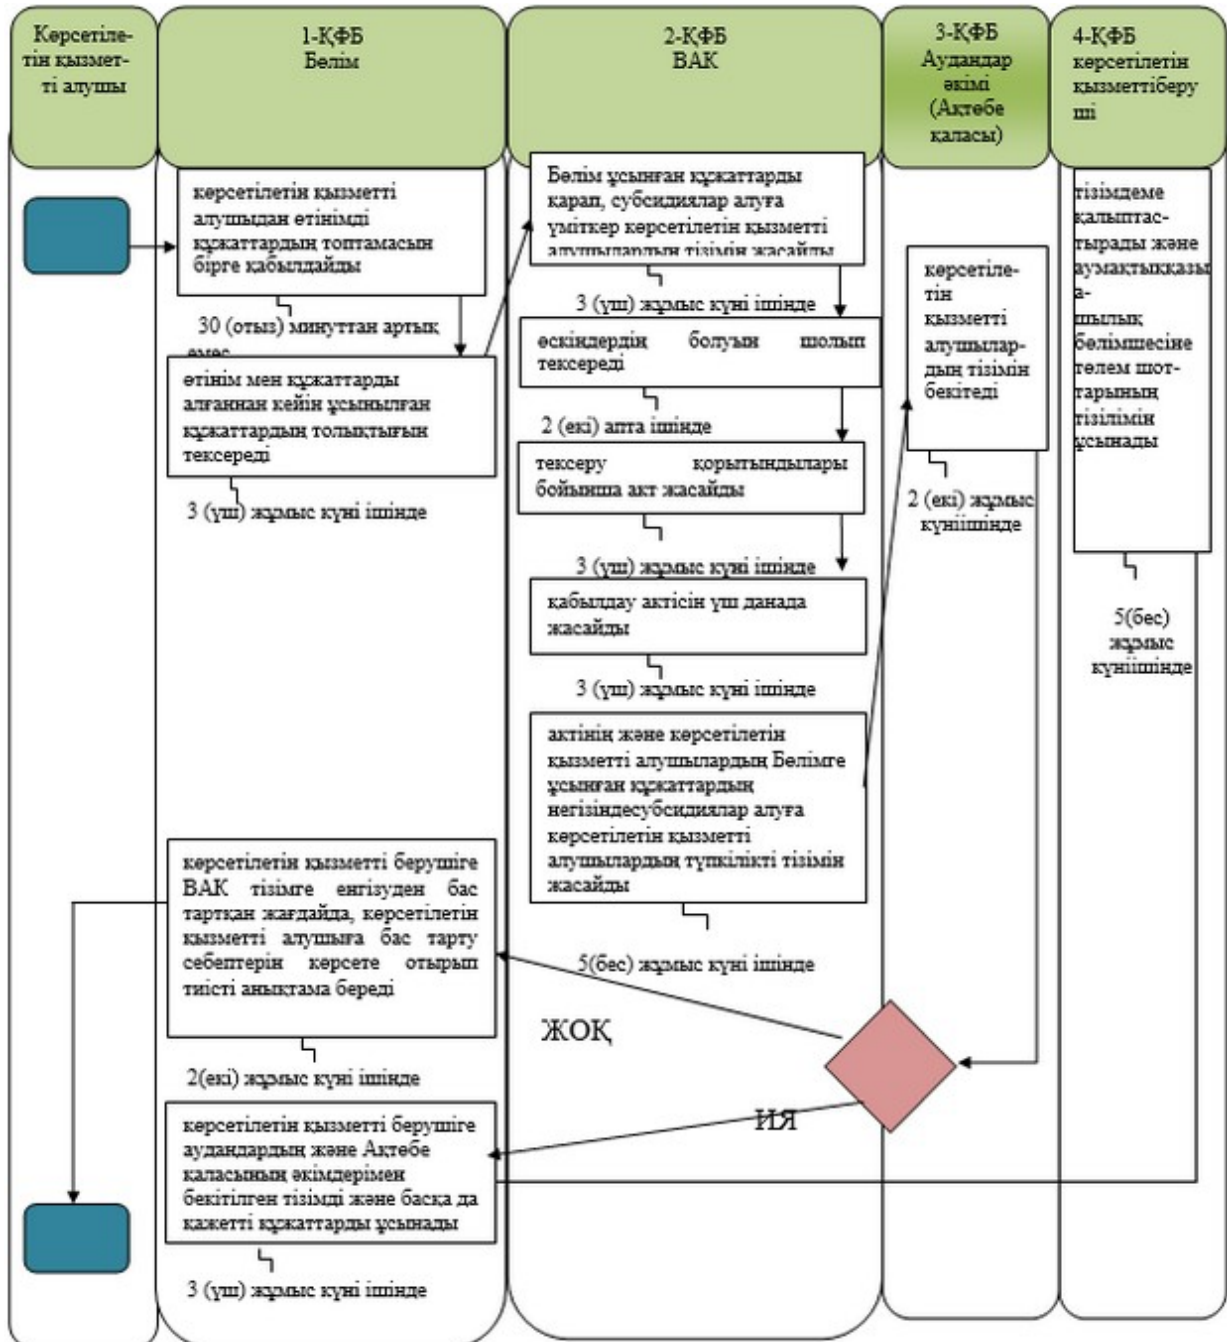 Көрсетіле-
тін қызмет-
ті алушы
1-ҚФБ
Бөлім
2-ҚФБ
ВАК
3-ҚФБ
Аудандар
әкімі
(Ақтөбе
қаласы)
4-ҚФБ
көрсетілетін
қызметтіберу
ші
көрсетілетін қызметті
алушыдан өтінімді
құжаттардың топтамасын
бірге қабылдайды
30 (отыз) минуттан артық
емес
өтінім мен құжаттарды
алғаннан кейін ұсынылған
құжаттардың толықтығын
тексереді
3 (үш) жұмыс күні ішінде
Бөлім ұсынған құжаттарды
қарап, субсидиялар алуға
үміткер көрсетілетін қызметті
алушылардың тізімін жасайды
3 (үш) жұмыс күні ішінде
өскіндердің болуын шолып
тексереді
2 (екі) апта ішінде
тексеру қорытындылары
бойынша акт жасайды
3 (үш) жұмыс күні ішінде
қабылдау актісін үш данада
жасайды
3 (үш) жұмыс күні ішінде
актінің және көрсетілетін
қызметті алушылардың Бөлімге
ұсынған құжаттардың
негізіндесубсидиялар алуға
көрсетілетін қызметті
алушылардың түпкілікті тізімін
жасайды
5(бес) жұмыс күні ішінде
көрсетіле-
тін
қызметті
алушылар-
дың тізімін
бекітеді
2 (екі) жұмыс
күніішінде
тізімдеме
қалыптас-
тырады және
аумақтыққазы
а-
шылық
бөлімшесіне
төлем шот-
тарының
тізілімін
ұсынады
5(бес)
жұмыс
күніішінде
көрсетілетін қызметті берушіге
ВАК тізімге енгізуден бас
тартқан жағдайда, көрсетілетін
қызметті алушыға бас тарту
себептерін көрсете отырып
тиісті анықтама береді
2(екі) жұмыс күні ішінде
ЖОҚ
ИЯ
көрсетілетін қызметті берушіге
аудандардың және Ақтөбе
қаласының әкімдерімен
бекітілген тізімді және басқа да
қажетті құжаттарды ұсынады
3 (үш) жұмыс күні ішінде